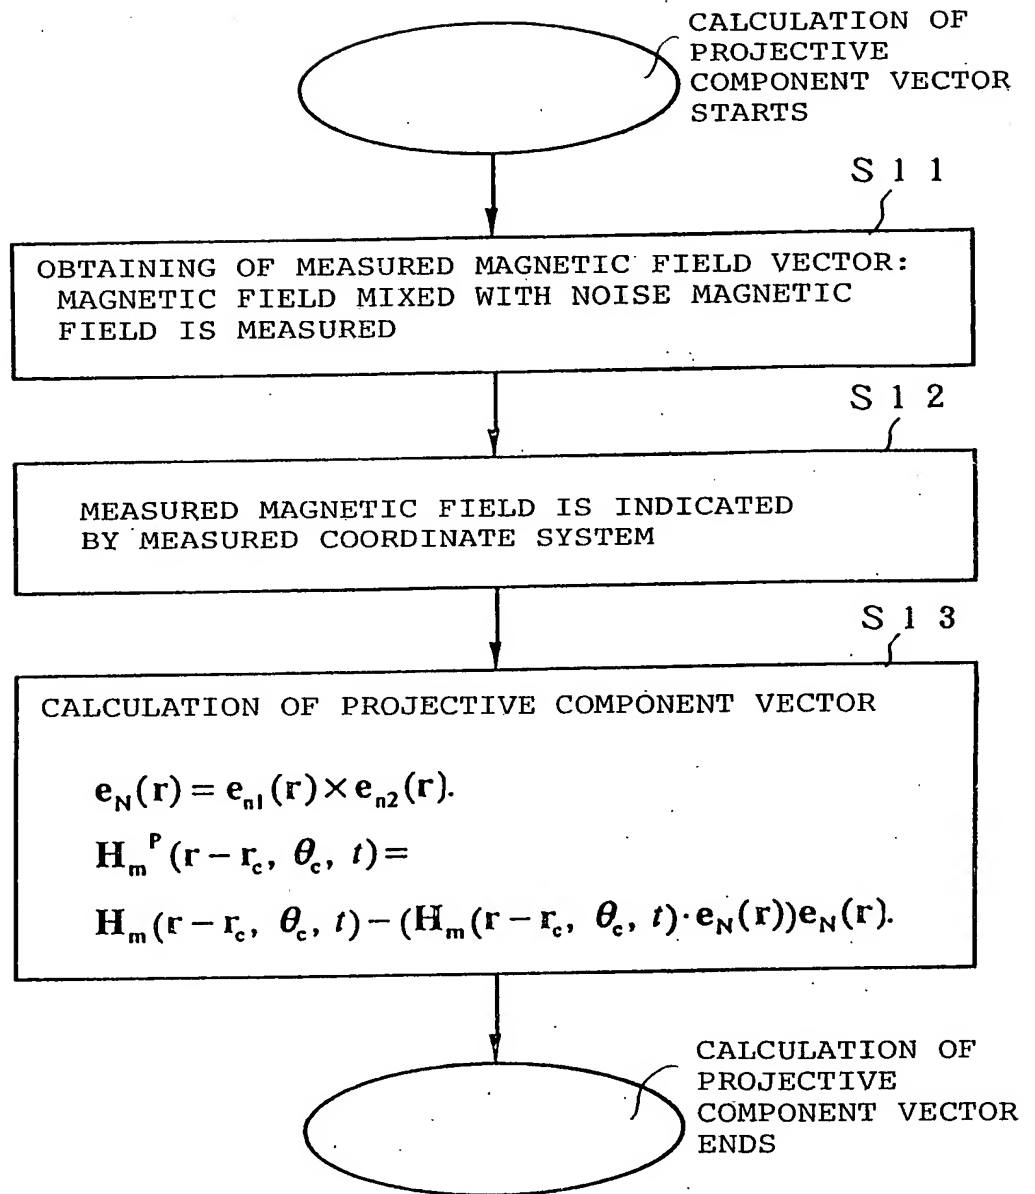 CALCULATION OF
PROJECTIVE
COMPONENT VECTOR
STARTS
S 1 1
OBTAINING OF MEASURED MAGNETIC FIELD VECTOR:
MAGNETIC FIELD MIXED WITH NOISE MAGNETIC
FIELD IS MEASURED
S 1 2
MEASURED MAGNETIC FIELD IS INDICATED
BY MEASURED COORDINATE SYSTEM
S 1 3
CALCULATION OF PROJECTIVE COMPONENT VECTOR
e_N(r) = e_n1(r) × e_n2(r).
H_m^P(r − r_c, θ_c, t) =
H_m(r − r_c, θ_c, t) − (H_m(r − r_c, θ_c, t) · e_N(r))e_N(r).
CALCULATION OF
PROJECTIVE
COMPONENT VECTOR
ENDS